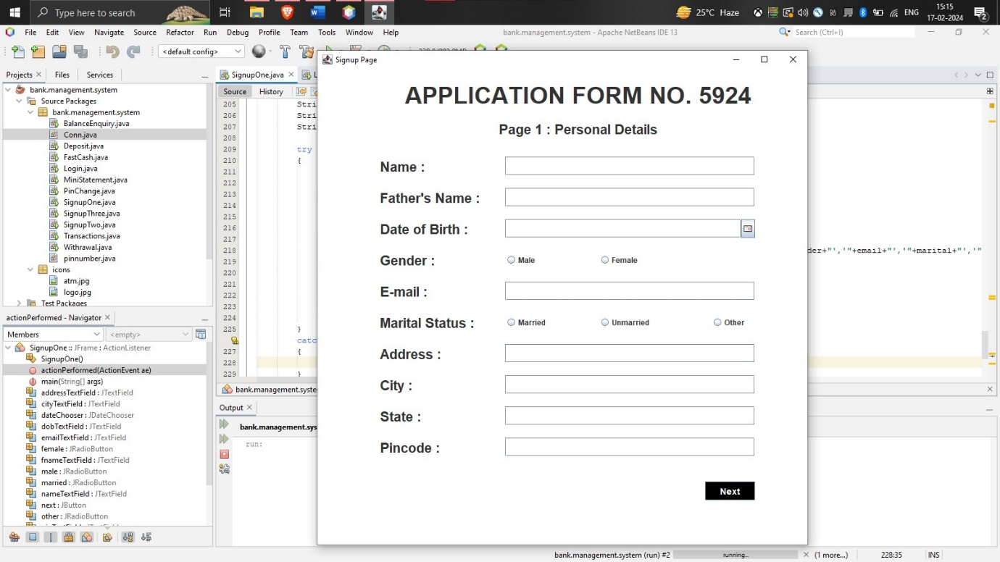 Type here to search
25°C Haze
ENG
15:15
17-02-2024
2
File Edit View Navigate Source Refactor Run Debug Profile Team Tools Window Help
bank.management.system - Apache NetBeans IDE 13
Search (Ctrl+I)
<default config>
Projects Files Services
SignupOne.java
Source History
bank.management.system
Source Packages
bank.management.system
BalanceEnquiry.java
Conn.java
Deposit.java
FastCash.java
Login.java
MiniStatement.java
PinChange.java
SignupOne.java
SignupThree.java
SignupTwo.java
Transactions.java
Withrawal.java
pinnumber.java
icons
atm.jpg
logo.jpg
Test Packages
actionPerformed - Navigator
Members <empty>
SignupOne :: JFrame : ActionListener
SignupOne()
actionPerformed(ActionEvent ae)
main(String[] args)
addressTextField : JTextField
cityTextField : JTextField
dateChooser : JDateChooser
dobTextField : JTextField
emailTextField : JTextField
female : JRadioButton
fnameTextField : JTextField
male : JRadioButton
married : JRadioButton
nameTextField : JTextField
next : JButton
other : JRadioButton
205 Stri
206 Stri
207 Stri
208
209 try
210 {
211
212
213
214
215
216
217
218 der+"','"+email+"','"+marital+"','"
219
220
221
222
223
224
225 }
catc
227 {
228
229 }
bank.management.syste
Output
bank.management.sys
run:
Signup Page
APPLICATION FORM NO. 5924
Page 1 : Personal Details
Name :
Father's Name :
Date of Birth :
Gender : Male Female
E-mail :
Marital Status : Married Unmarried Other
Address :
City :
State :
Pincode :
Next
bank.management.system (run) #2 running... (1 more...) 228:35 INS